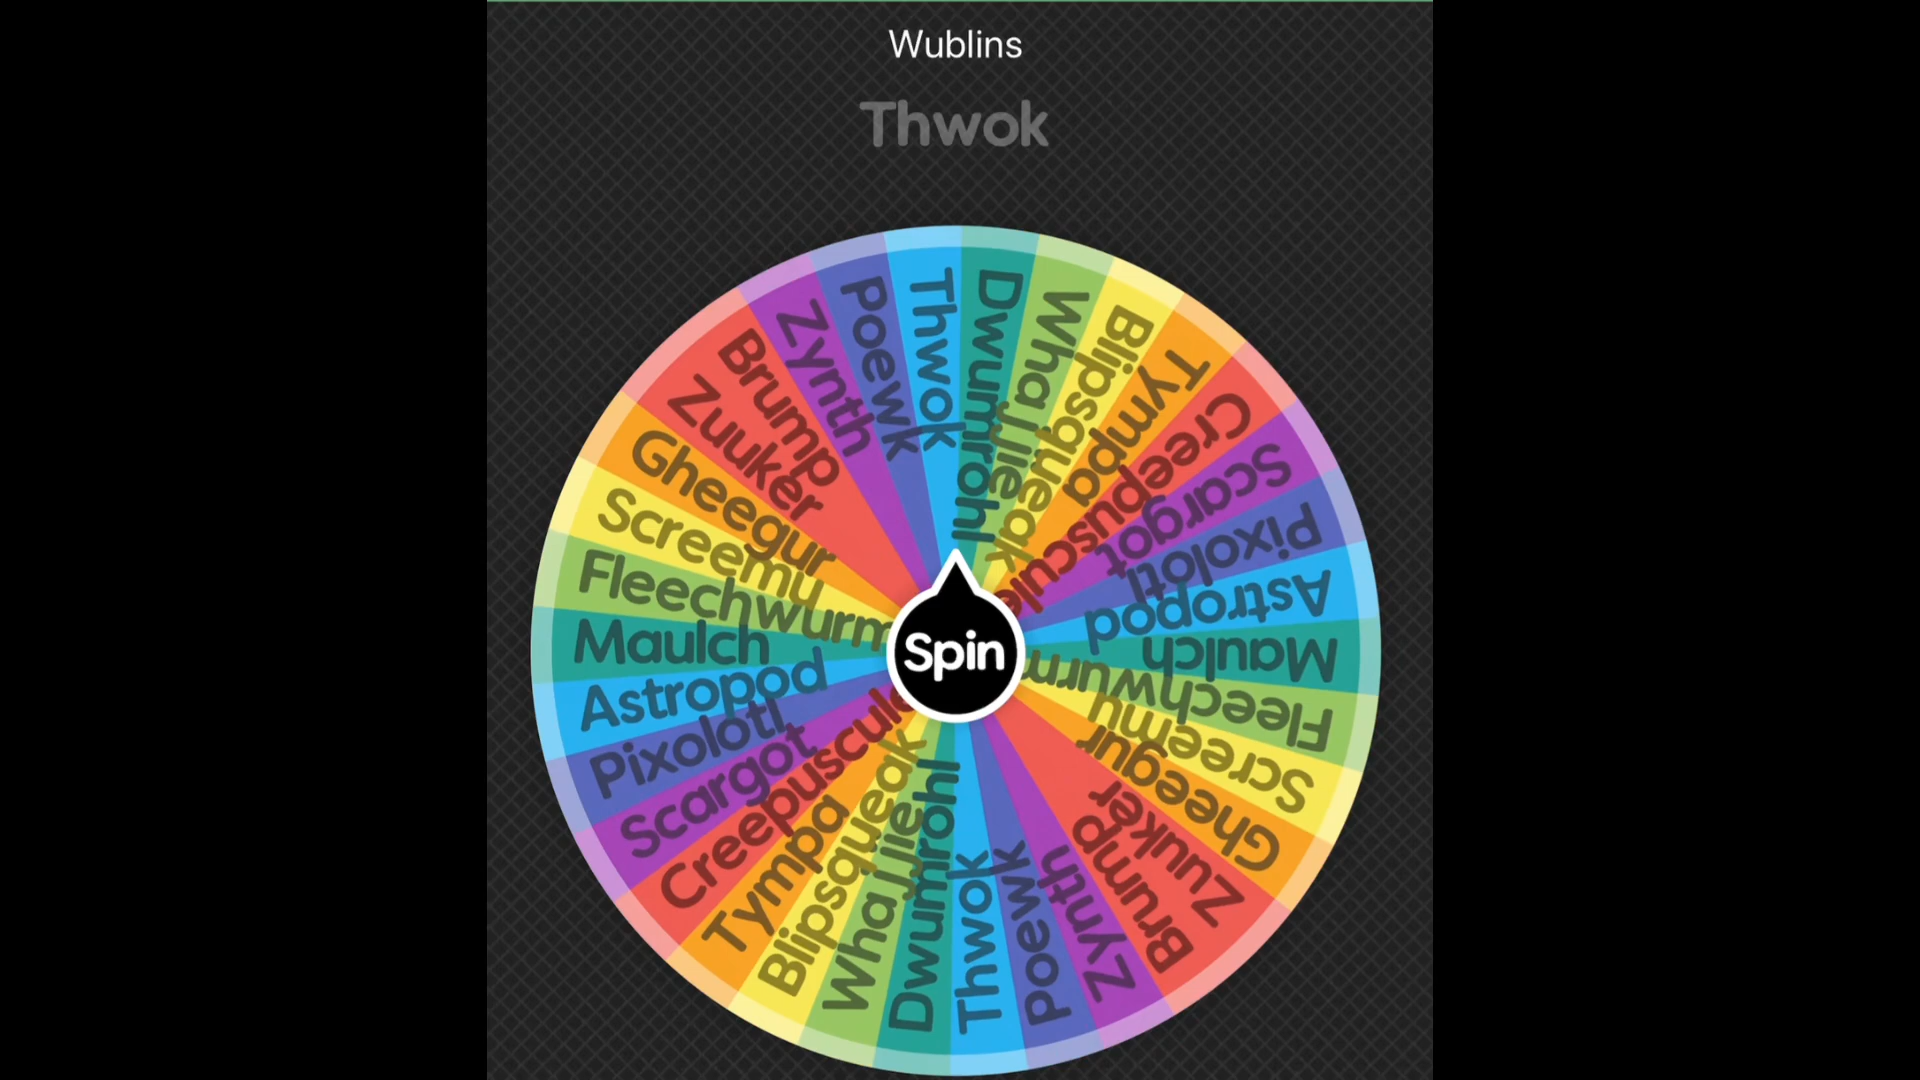 Wublins
Thwok
Thwok
Dwumrohl
Whajje
Blipsqueak
Tympa
Creepuscule
Scargot
Pixolotl
Astropod
Maulch
Fleechwurm
Screemu
Gheegur
Zuuker
Brump
Zynth
Poewk
Thwok
Dwumrohl
Whajje
Blipsqueak
Tympa
Creepuscule
Scargot
Pixolotl
Astropod
Maulch
Fleechwurm
Screemu
Gheegur
Zuuker
Brump
Zynth
Poewk
Spin